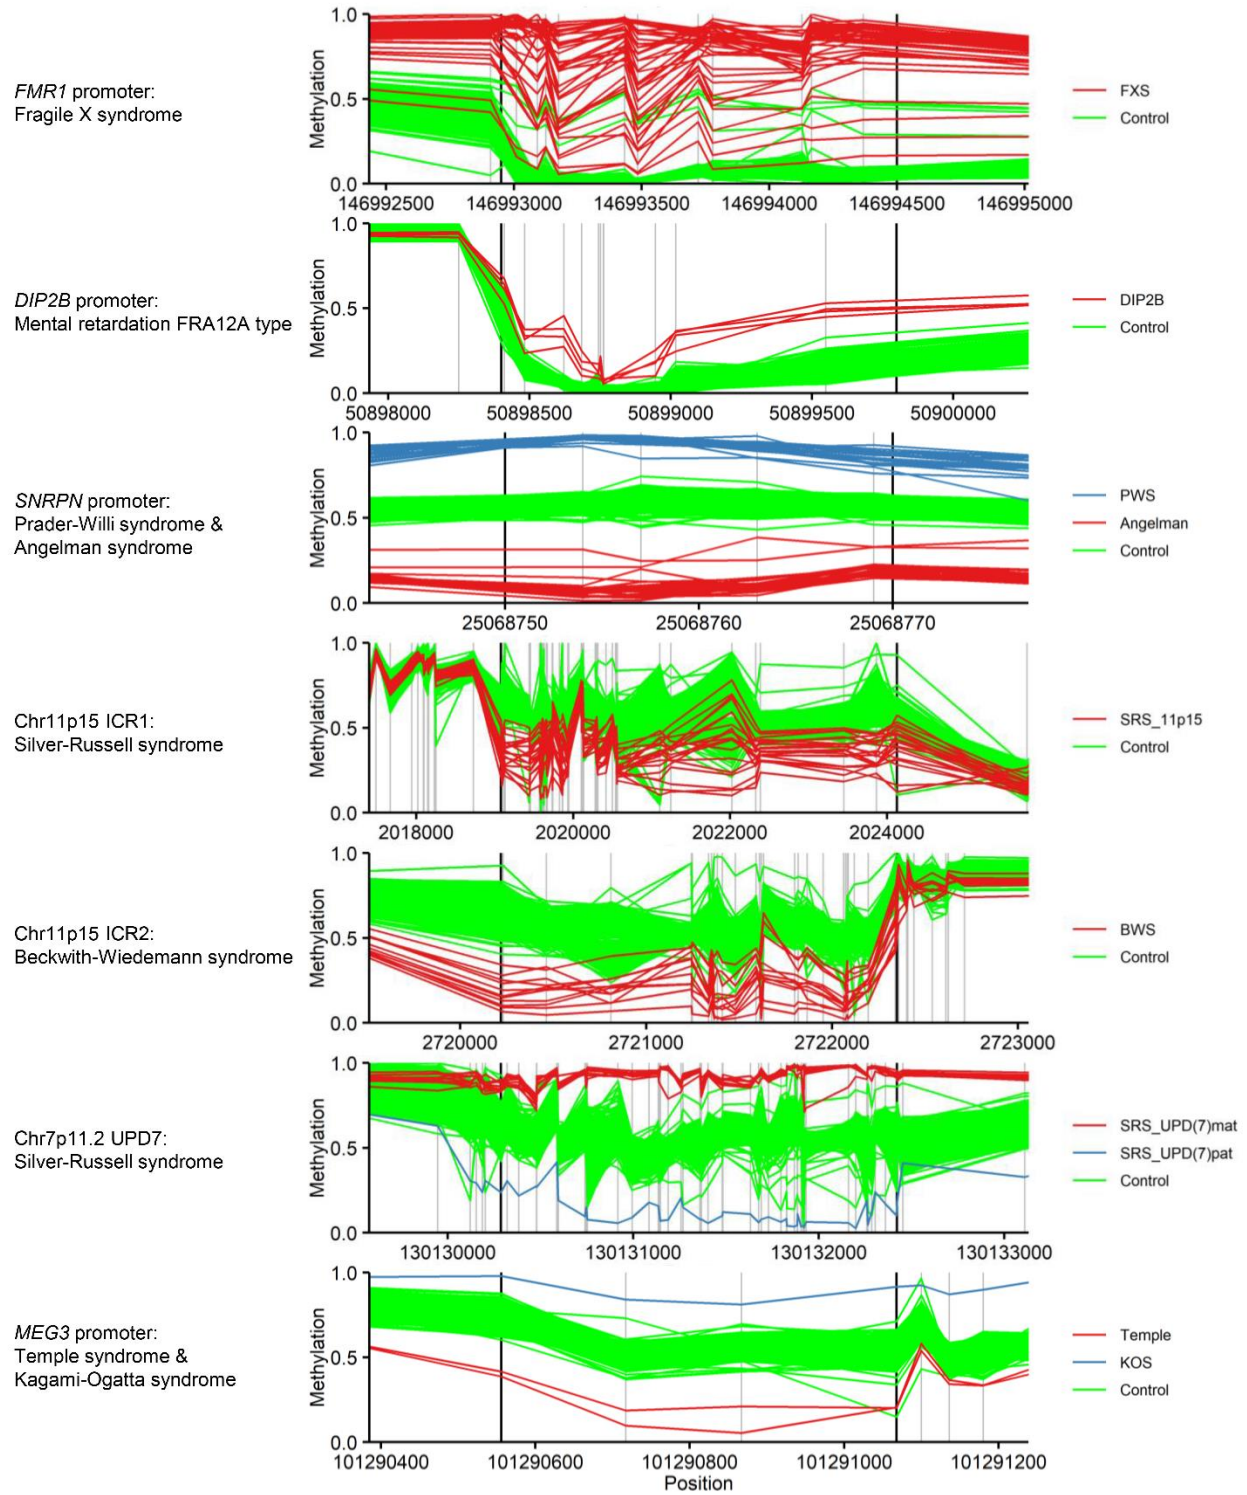 FMR1 promoter:
Fragile X syndrome
Methylation
1.0
0.5
0.0
146992500 146993000 146993500 146994000 146994500 146995000
FXS
Control
DIP2B promoter:
Mental retardation FRA12A type
Methylation
1.0
0.5
0.0
50898000 50898500 50899000 50899500 50900000
DIP2B
Control
SNRPN promoter:
Prader-Willi syndrome &
Angelman syndrome
Methylation
1.0
0.5
0.0
25068750 25068760 25068770
PWS
Angelman
Control
Chr11p15 ICR1:
Silver-Russell syndrome
Methylation
1.0
0.5
0.0
2018000 2020000 2022000 2024000
SRS_11p15
Control
Chr11p15 ICR2:
Beckwith-Wiedemann syndrome
Methylation
1.0
0.5
0.0
2720000 2721000 2722000 2723000
BWS
Control
Chr7p11.2 UPD7:
Silver-Russell syndrome
Methylation
1.0
0.5
0.0
130130000 130131000 130132000 130133000
SRS_UPD(7)mat
SRS_UPD(7)pat
Control
MEG3 promoter:
Temple syndrome &
Kagami-Ogatta syndrome
Methylation
1.0
0.5
0.0
101290400 101290600 101290800 101291000 101291200
Position
Temple
KOS
Control